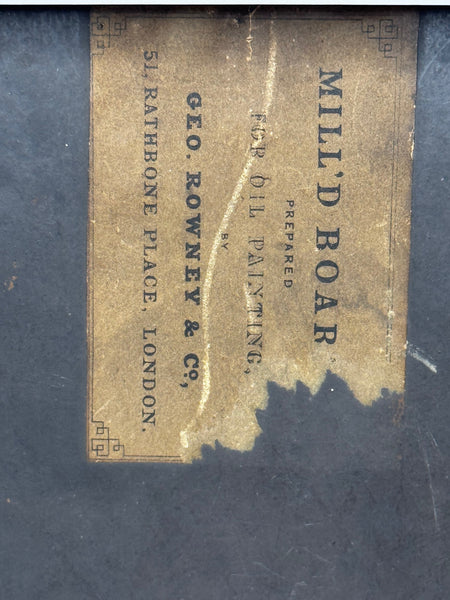 MILL'D BOAR
PREPARED
FOR OIL PAINTING,
BY
GEO. ROWNEY & Co.,
51, RATHBONE PLACE, LONDON.